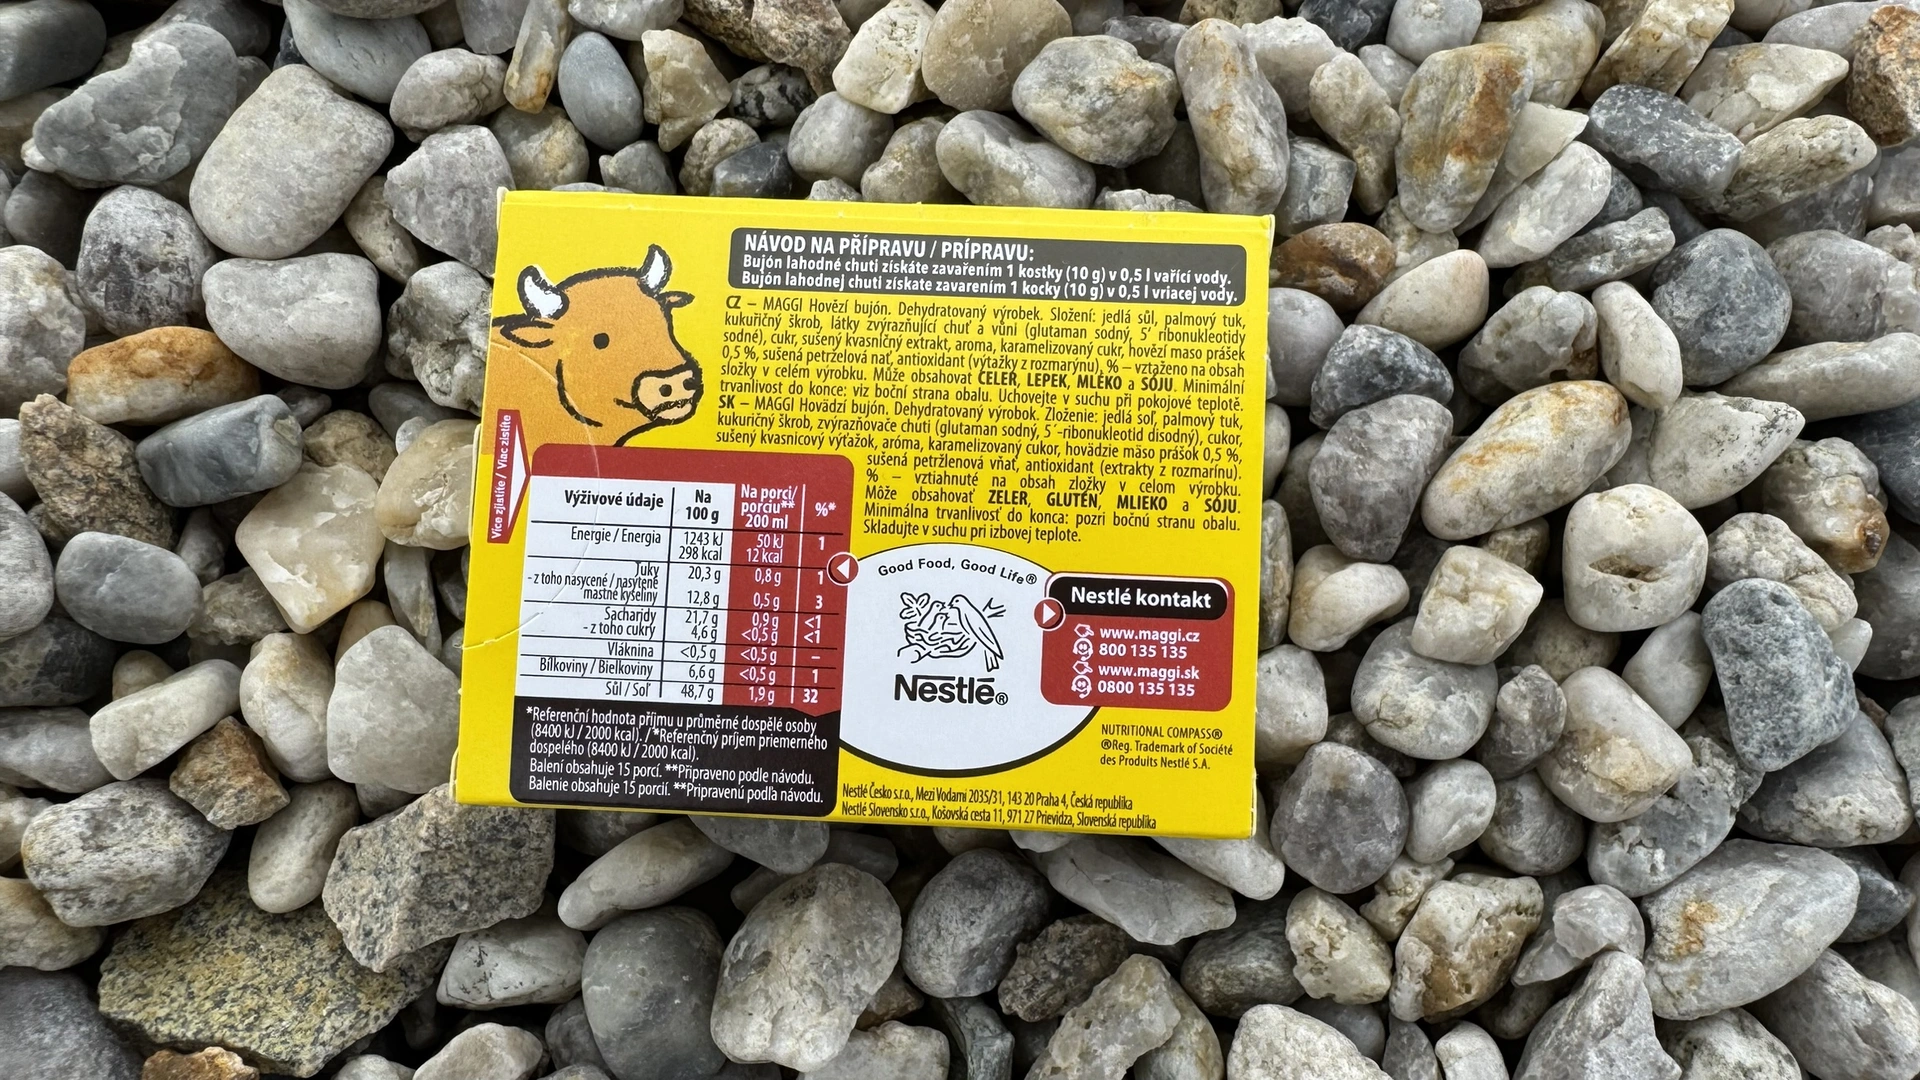 NÁVOD NA PŘÍPRAVU / PRÍPRAVU:
Bujón lahodné chuti získáte zavařením 1 kostky (10 g) v 0,5 l vařící vody.
Bujón lahodnej chuti získate zavarením 1 kocky (10 g) v 0,5 l vriacej vody.
CZ – MAGGI Hovězí bujón. Dehydratovaný výrobek. Složení: jedlá sůl, palmový tuk,
kukuřičný škrob, látky zvýrazňující chuť a vůni (glutaman sodný, 5' ribonukleotidy
sodné), cukr, sušený kvasničný extrakt, aroma, karamelizovaný cukr, hovězí maso prášek
0,5 %, sušená petrželová nať, antioxidant (výtažky z rozmarýnu). % – vztaženo na obsah
složky v celém výrobku. Může obsahovat CELER, LEPEK, MLÉKO a SÓJU. Minimální
trvanlivost do konce: viz boční strana obalu. Uchovejte v suchu při pokojové teplotě.
SK – MAGGI Hovädzí bujón. Dehydratovaný výrobok. Zloženie: jedlá soľ, palmový tuk,
kukuričný škrob, zvýrazňovače chuti (glutaman sodný, 5´-ribonukleotid disodný), cukor,
sušený kvasnicový výťažok, aróma, karamelizovaný cukor, hovädzie mäso prášok 0,5 %,
sušená petržlenová vňať, antioxidant (extrakty z rozmarínu).
% – vztiahnuté na obsah zložky v celom výrobku.
Môže obsahovať ZELER, GLUTÉN, MLIEKO a SÓJU.
Minimálna trvanlivosť do konca: pozri bočnú stranu obalu.
Skladujte v suchu pri izbovej teplote.
Více zjistíte / Viac zistíte
Výživové údaje Na 100 g Na porci/ porciu** 200 ml %*
Energie / Energia 1243 kJ 50 kJ 1
298 kcal 12 kcal
Tuky 20,3 g 0,8 g 1
- z toho nasycené / nasýtené
mastné kyseliny 12,8 g 0,5 g 3
Sacharidy 21,7 g 0,9 g <1
- z toho cukry 4,6 g <0,5 g <1
Vláknina <0,5 g <0,5 g –
Bílkoviny / Bielkoviny 6,6 g <0,5 g 1
Sůl / Soľ 48,7 g 1,9 g 32
*Referenční hodnota příjmu u průměrné dospělé osoby
(8400 kJ / 2000 kcal). / *Referenčný príjem priemerného
dospelého (8400 kJ / 2000 kcal).
Balení obsahuje 15 porcí. **Připraveno podle návodu.
Balenie obsahuje 15 porcií. **Pripravenú podľa návodu.
Good Food, Good Life®
Nestlé®
Nestlé kontakt
www.maggi.cz
800 135 135
www.maggi.sk
0800 135 135
NUTRITIONAL COMPASS®
®Reg. Trademark of Société
des Produits Nestlé S.A.
Nestlé Česko s.r.o., Mezi Vodami 2035/31, 143 20 Praha 4, Česká republika
Nestlé Slovensko s.r.o., Košovská cesta 11, 971 27 Prievidza, Slovenská republika